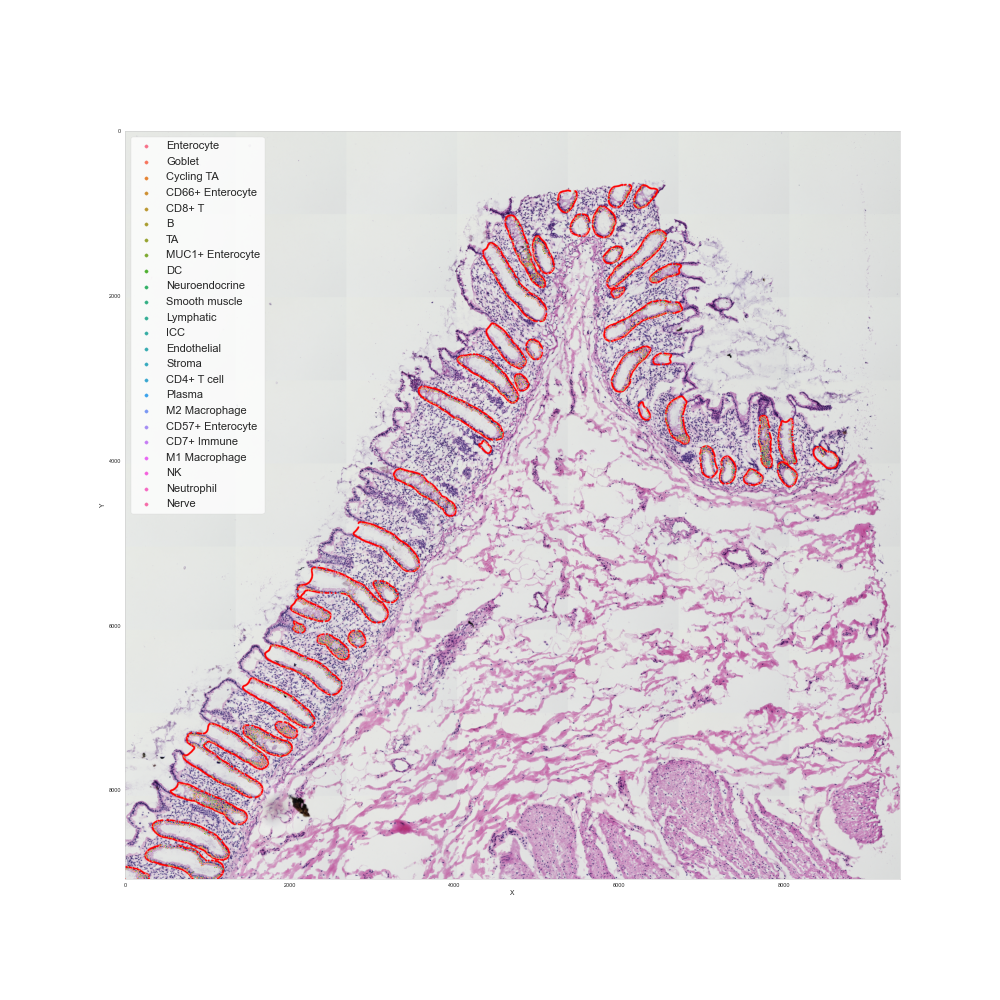 Enterocyte
Goblet
Cycling TA
CD66+ Enterocyte
CD8+ T
B
TA
MUC1+ Enterocyte
DC
Neuroendocrine
Smooth muscle
Lymphatic
ICC
Endothelial
Stroma
CD4+ T cell
Plasma
M2 Macrophage
CD57+ Enterocyte
CD7+ Immune
M1 Macrophage
NK
Neutrophil
Nerve
0
2000
4000
6000
8000
Y
0 2000 4000 6000 8000
X